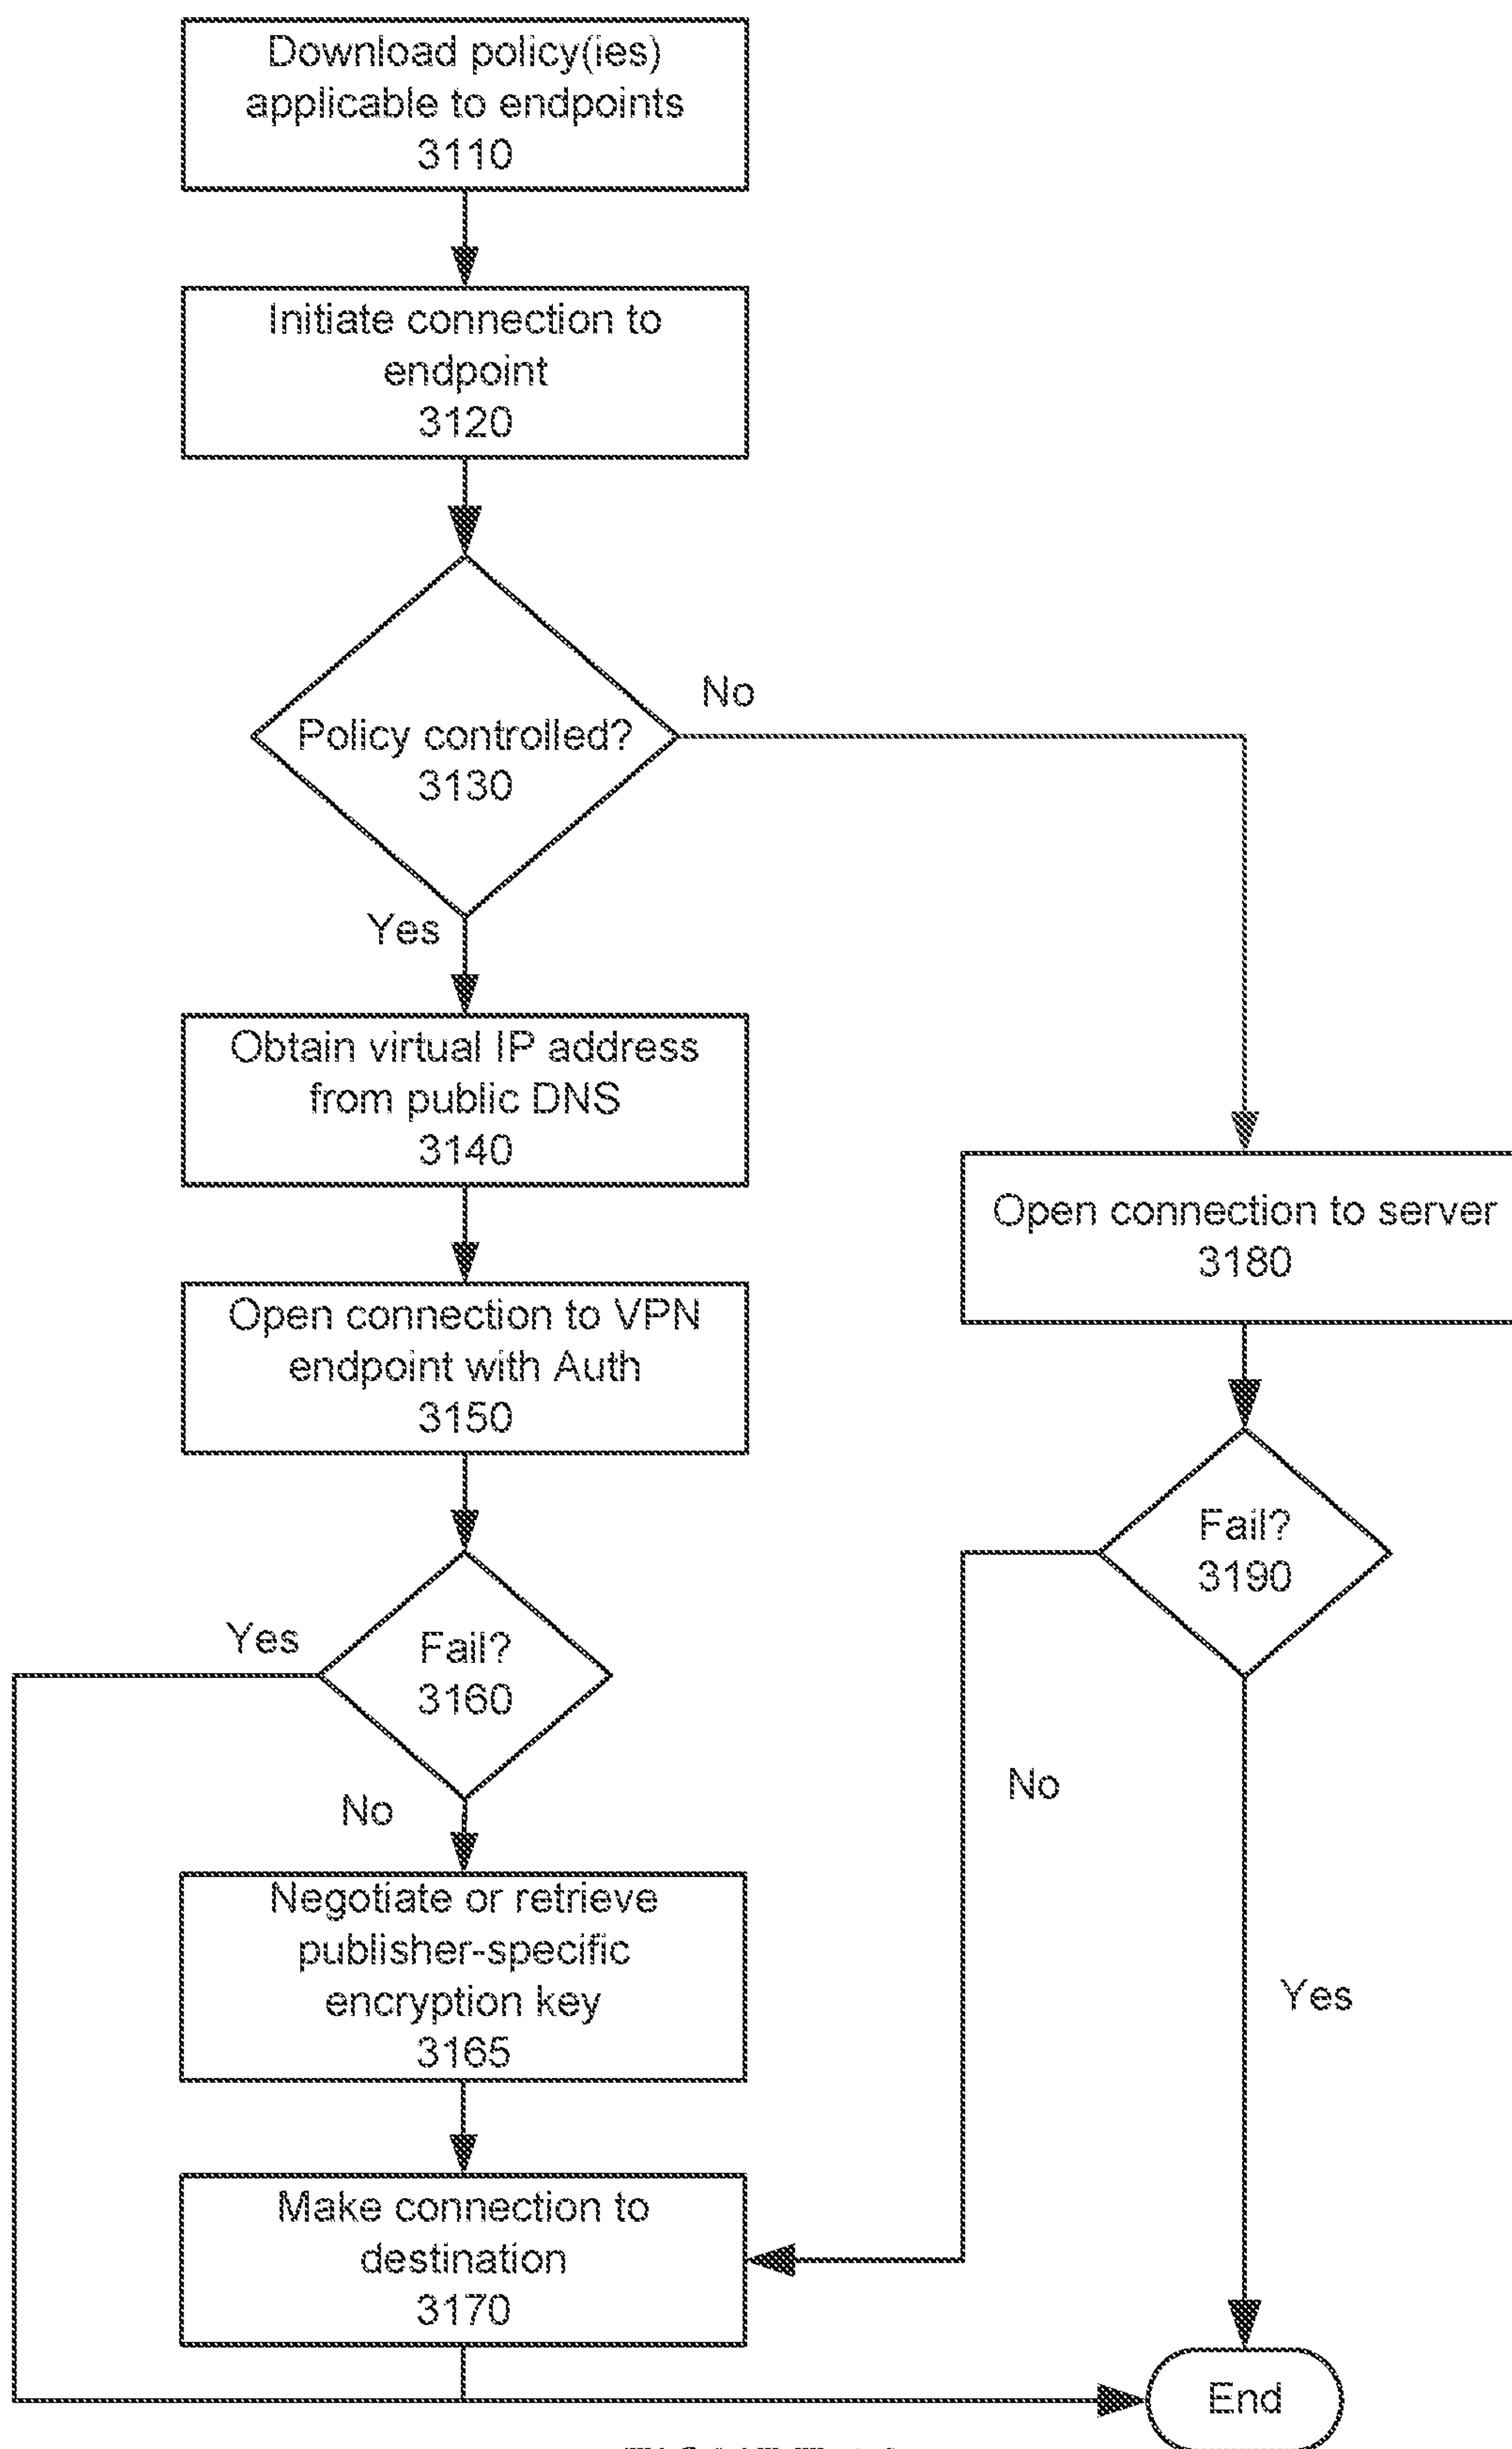 Download policy(ies)
applicable to endpoints
3110
Initiate connection to
endpoint
3120
No
Policy controlled?
3130
Yes
Obtain virtual IP address
from public DNS
3140
Open connection to server
3180
Open connection to VPN
endpoint with Auth
3150
Fail?
3190
Yes
Fail?
3160
No
No
Negotiate or retrieve
publisher-specific
encryption key
3165
Yes
Make connection to
destination
3170
End